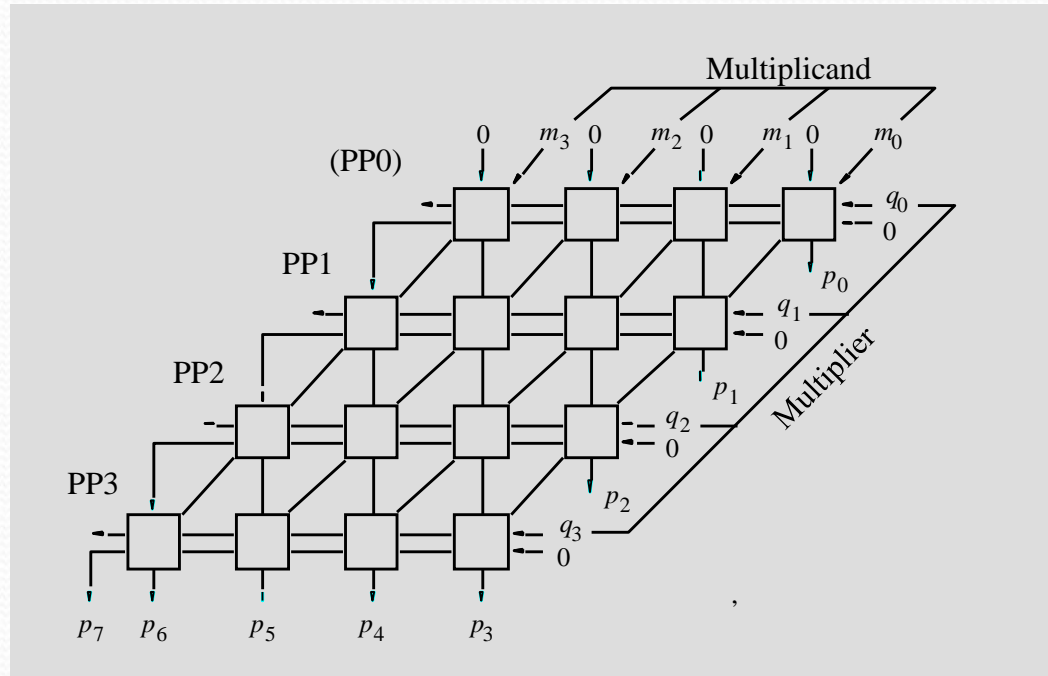 Multiplicand
0 m3 0 m2 0 m1 0 m0
(PP0)
q0
0
PP1
p0
q1
0
Multiplier
PP2
p1
q2
0
PP3
p2
q3
0
,
p7 p6 p5 p4 p3